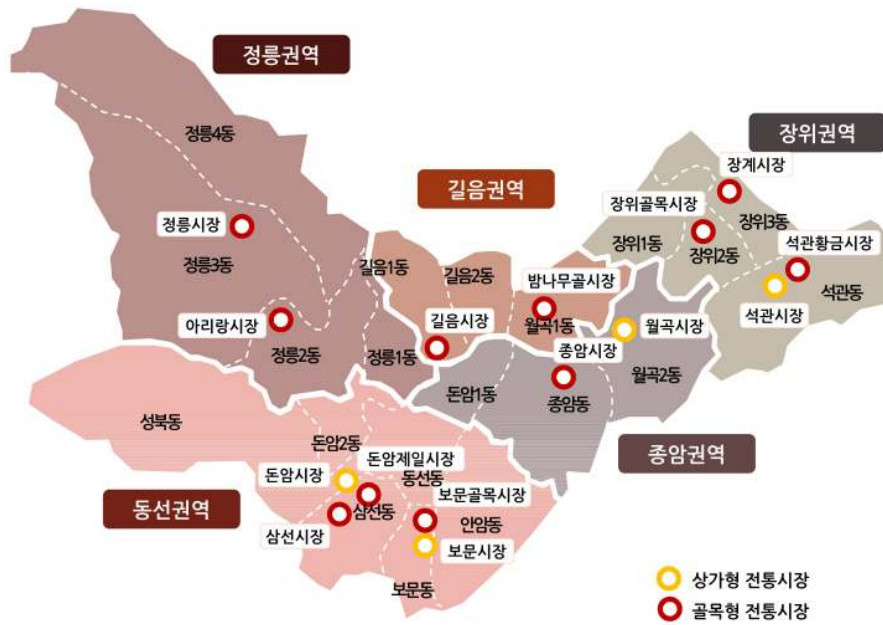 정릉권역
정릉4동
장위권역
장계시장
길음권역
장위골목시장
정릉시장
장위3동
장위1동
석관황금시장
장위2동
정릉3동
길음1동
길음2동
밤나무골시장
석관동
아리랑시장
길음시장
월곡1동
월곡시장
석관시장
종암시장
정릉2동
정릉1동
월곡2동
돈암1동
종암동
성북동
돈암2동
돈암제일시장
종암권역
돈암시장
동선동
보문골목시장
동선권역
삼선동
안암동
삼선시장
보문시장
보문동
상가형 전통시장
골목형 전통시장